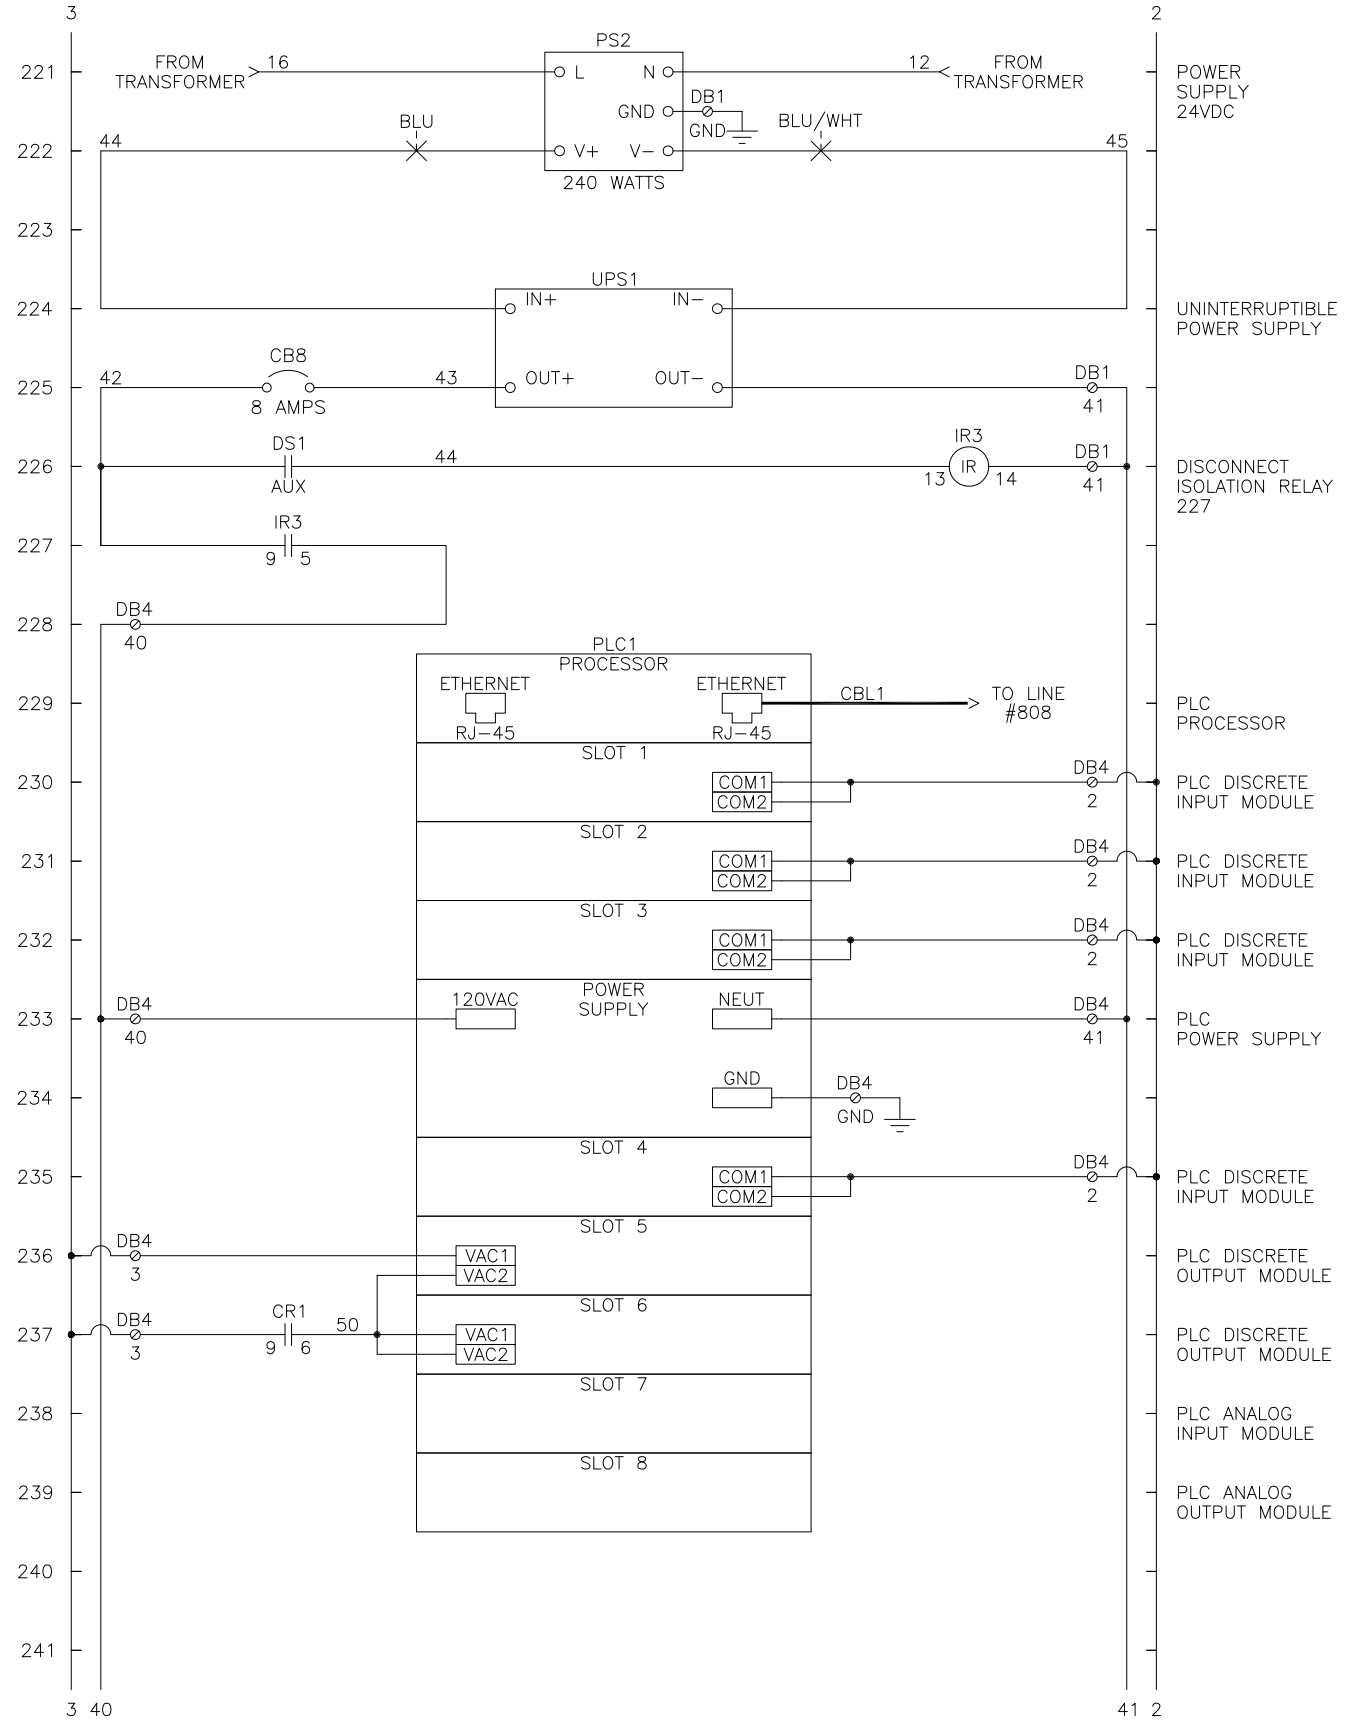 3
2
221
FROM
TRANSFORMER
16
PS2
L
N
12
FROM
TRANSFORMER
POWER
SUPPLY
24VDC
GND
DB1
GND
222
44
BLU
V+
V-
BLU/WHT
45
240 WATTS
223
224
UPS1
IN+
IN-
UNINTERRUPTIBLE
POWER SUPPLY
225
42
CB8
8 AMPS
43
OUT+
OUT-
DB1
41
226
DS1
AUX
44
IR3
13
IR
14
DB1
41
DISCONNECT
ISOLATION RELAY
227
227
IR3
9
5
228
DB4
40
PLC1
PROCESSOR
229
ETHERNET
RJ-45
ETHERNET
RJ-45
CBL1
TO LINE
#808
PLC
PROCESSOR
230
SLOT 1
COM1
COM2
DB4
2
PLC DISCRETE
INPUT MODULE
231
SLOT 2
COM1
COM2
DB4
2
PLC DISCRETE
INPUT MODULE
232
SLOT 3
COM1
COM2
DB4
2
PLC DISCRETE
INPUT MODULE
233
DB4
40
120VAC
POWER
SUPPLY
NEUT
DB4
41
PLC
POWER SUPPLY
234
GND
DB4
GND
235
SLOT 4
COM1
COM2
DB4
2
PLC DISCRETE
INPUT MODULE
236
DB4
3
SLOT 5
VAC1
VAC2
PLC DISCRETE
OUTPUT MODULE
237
DB4
3
CR1
9
6
50
SLOT 6
VAC1
VAC2
PLC DISCRETE
OUTPUT MODULE
238
SLOT 7
PLC ANALOG
INPUT MODULE
239
SLOT 8
PLC ANALOG
OUTPUT MODULE
240
241
3 40
41 2